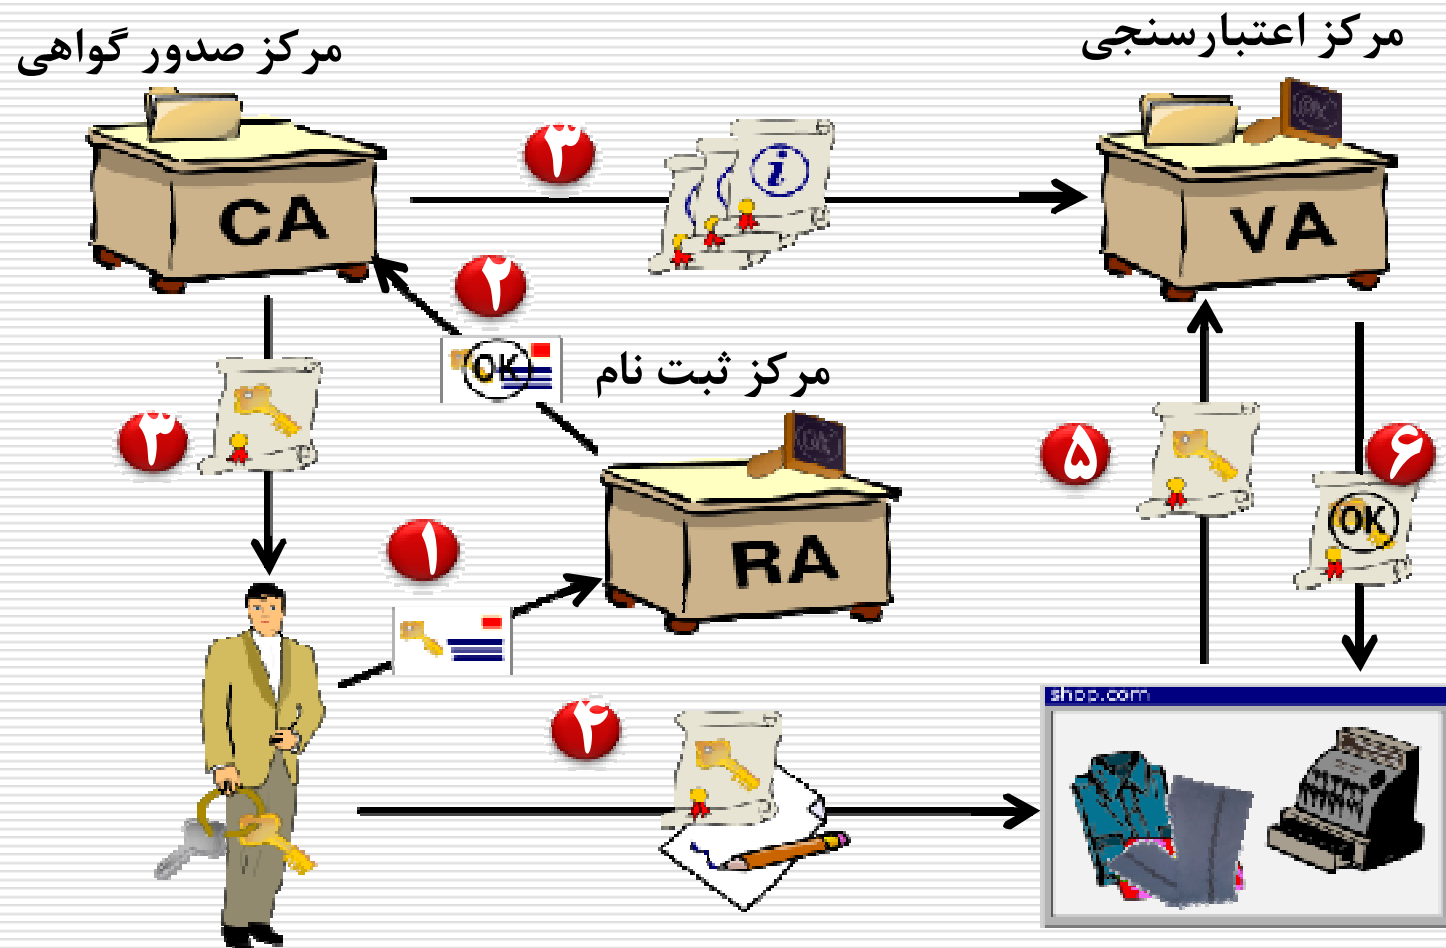 مرکز صدور گواهی
مرکز اعتبارسنجی
CA
۳
i
VA
۲
OK
مرکز ثبت نام
۳
OK
RA
۱
۵
۶
OK
۴
shop.com